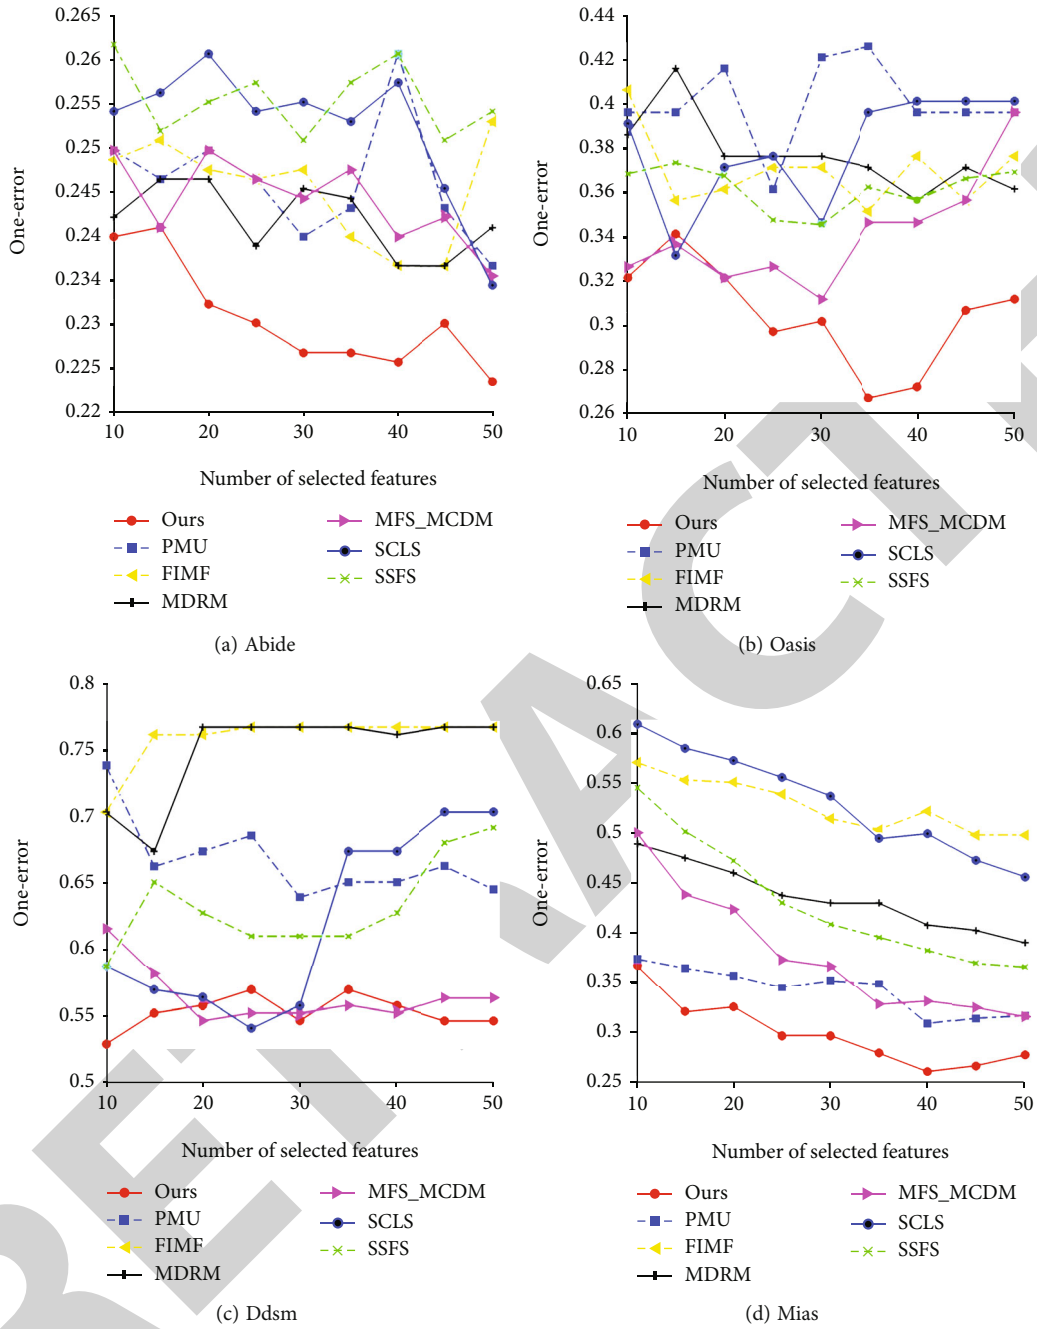 0.265
0.26
0.255
0.25
0.245
0.24
0.234
0.23
0.225
0.22
One-error
10 20 30 40 50
Number of selected features
Ours
PMU
FIMF
MDRM
MFS_MCDM
SCLS
SSFS
(a) Abide
0.44
0.42
0.4
0.38
0.36
0.34
0.32
0.3
0.28
0.26
One-error
10 20 30 40 50
Number of selected features
Ours
PMU
FIMF
MDRM
MFS_MCDM
SCLS
SSFS
(b) Oasis
0.8
0.75
0.7
0.65
0.6
0.55
0.5
One-error
10 20 30 40 50
Number of selected features
Ours
PMU
FIMF
MDRM
MFS_MCDM
SCLS
SSFS
(c) Ddsm
0.65
0.6
0.55
0.5
0.45
0.4
0.35
0.3
0.25
One-error
10 20 30 40 50
Number of selected features
Ours
PMU
FIMF
MDRM
MFS_MCDM
SCLS
SSFS
(d) Mias